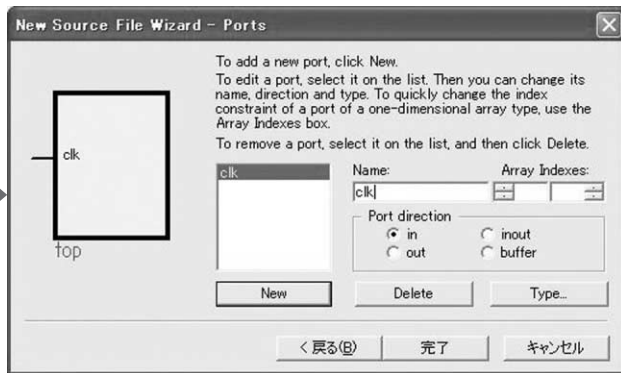 New Source File Wizard - Ports
To add a new port, click New.
To edit a port, select it on the list. Then you can change its
name, direction and type. To quickly change the index
constraint of a port of a one-dimensional array type, use the
Array Indexes box.
To remove a port, select it on the list, and then click Delete.
clk
top
clk
Name:
Array Indexes:
clk
Port direction
in
inout
out
buffer
New
Delete
Type...
< 戻る(B)
完了
キャンセル